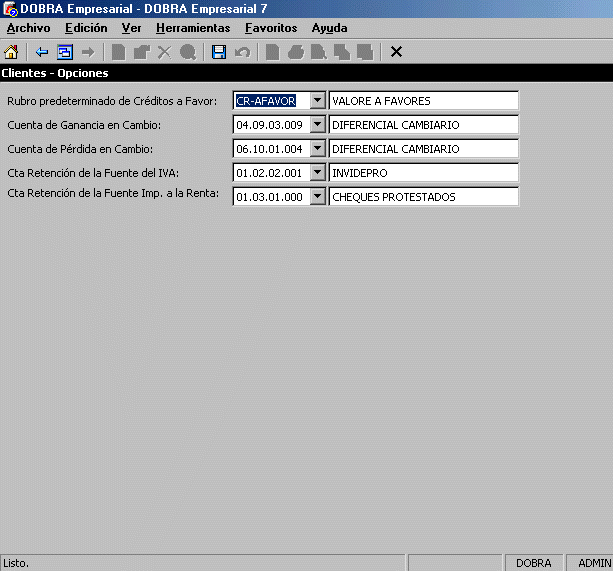 DOBRA Empresarial - DOBRA Empresarial 7
Archivo Edición Ver Herramientas Favoritos Ayuda
Clientes - Opciones
Rubro predeterminado de Créditos a Favor: CR-AFAVOR VALORE A FAVORES
Cuenta de Ganancia en Cambio: 04.09.03.009 DIFERENCIAL CAMBIARIO
Cuenta de Pérdida en Cambio: 06.10.01.004 DIFERENCIAL CAMBIARIO
Cta Retención de la Fuente del IVA: 01.02.02.001 INVIDEPRO
Cta Retención de la Fuente Imp. a la Renta: 01.03.01.000 CHEQUES PROTESTADOS
Listo. DOBRA ADMIN